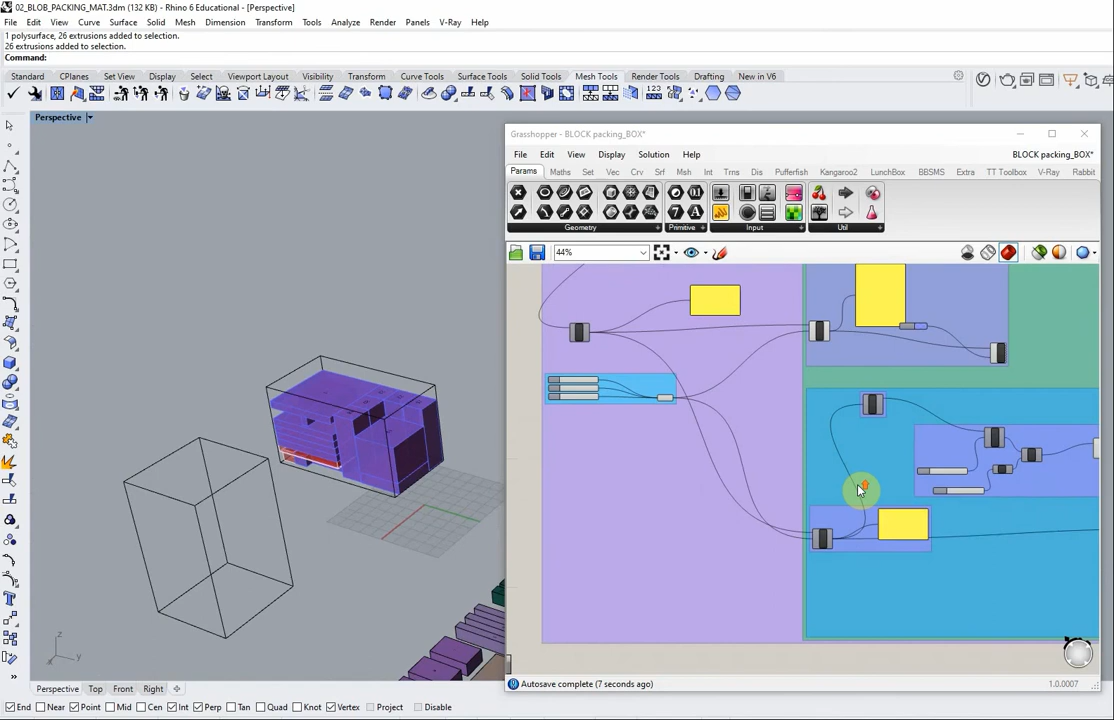 02_BLOB_PACKING_MAT.3dm (132 KB) - Rhino 6 Educational - [Perspective]
File Edit View Curve Surface Solid Mesh Dimension Transform Tools Analyze Render Panels V-Ray Help
1 polysurface, 26 extrusions added to selection.
26 extrusions added to selection.
Command:
Standard CPlanes Set View Display Select Viewport Layout Visibility Transform Curve Tools Surface Tools Solid Tools Mesh Tools Render Tools Drafting New in V6
123
Perspective
Grasshopper - BLOCK packing_BOX*
File Edit View Display Solution Help BLOCK packing_BOX*
Params Maths Set Vec Crv Srf Msh Int Trns Dis Pufferfish Kangaroo2 LunchBox BBSMS Extra TT Toolbox V-Ray Rabbit
Geometry Primitive Input Util
44%
z
y
x
Autosave complete (7 seconds ago) 1.0.0007
Perspective Top Front Right
End Near Point Mid Cen Int Perp Tan Quad Knot Vertex Project Disable